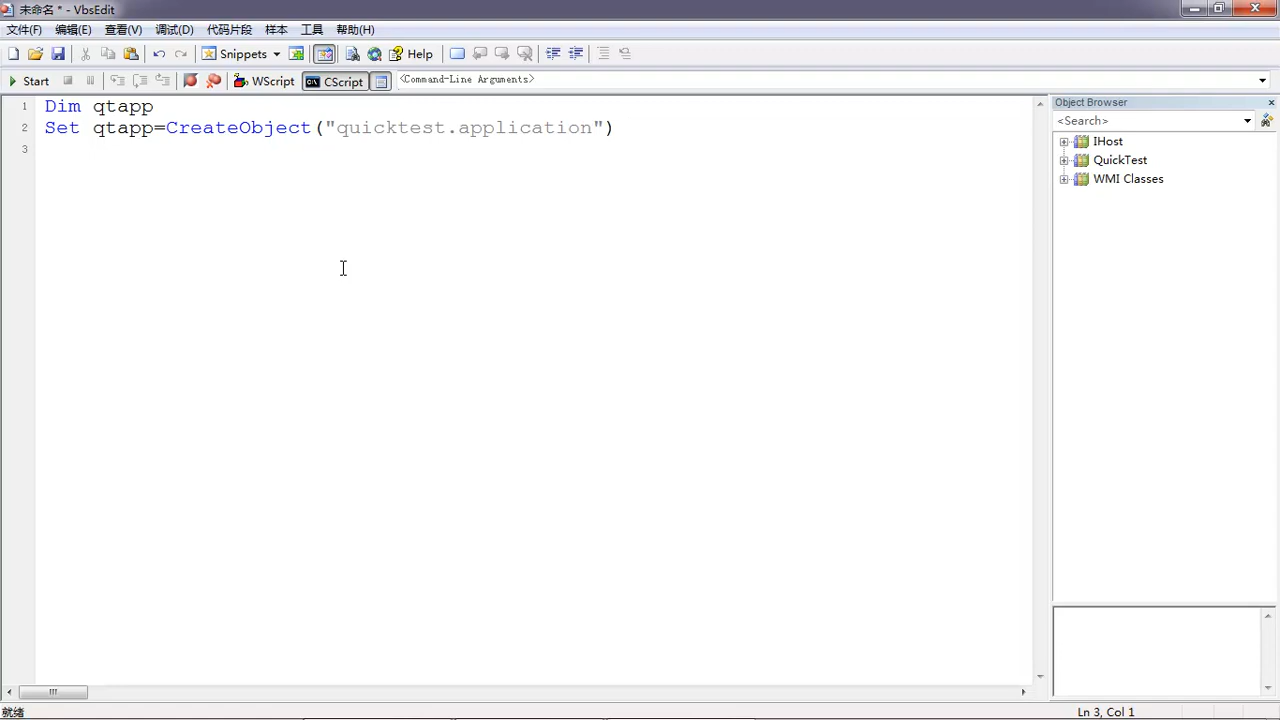 未命名 * - VbsEdit
文件(F) 编辑(E) 查看(V) 调试(D) 代码片段 样本 工具 帮助(H)
Snippets Help
Start WScript CScript <Command-Line Arguments>
1 Dim qtapp
2 Set qtapp=CreateObject("quicktest.application")
3
Object Browser
<Search>
IHost
QuickTest
WMI Classes
就绪 Ln 3, Col 1